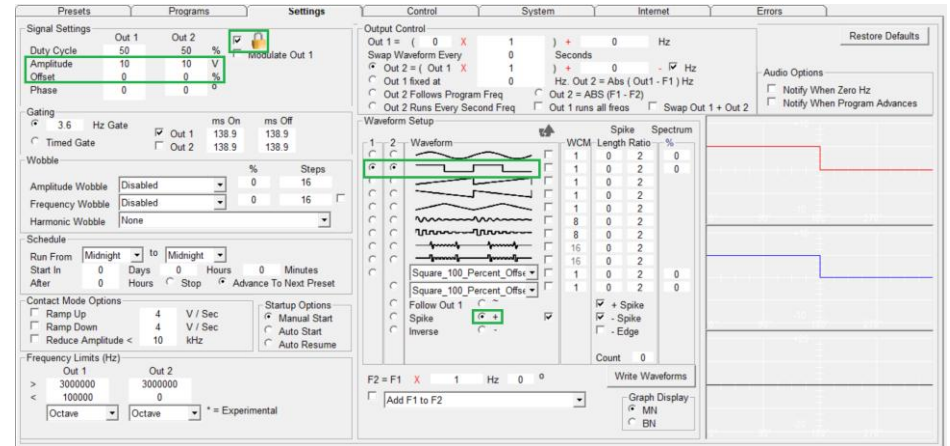 Presets Programs Settings Control System Internet Errors
Signal Settings
Out 1 Out 2
Duty Cycle 50 50 %
Modulate Out 1
Amplitude 10 10 V
Offset 0 0 %
Phase 0 0 o
Gating
3.6 Hz Gate
ms On ms Off
Out 1 138.9 138.9
Timed Gate
Out 2 138.9 138.9
Wobble
% Steps
Amplitude Wobble Disabled 0 16
Frequency Wobble Disabled 0 16
Harmonic Wobble None
Schedule
Run From Midnight to Midnight
Start In 0 Days 0 Hours 0 Minutes
After 0 Hours Stop Advance To Next Preset
Contact Mode Options
Ramp Up 4 V / Sec
Ramp Down 4 V / Sec
Reduce Amplitude < 10 kHz
Startup Options
Manual Start
Auto Start
Auto Resume
Frequency Limits (Hz)
Out 1 Out 2
> 3000000 3000000
< 100000 0
Octave Octave * = Experimental
Output Control
Out 1 = ( 0 X 1 ) + 0 Hz
Swap Waveform Every 0 Seconds
Out 2 = ( Out 1 X 1 ) + 0 - Hz
Out 1 fixed at 0 Hz. Out 2 = Abs ( Out1 - F1 ) Hz
Out 2 Follows Program Freq Out 2 = ABS (F1 - F2)
Out 2 Runs Every Second Freq Out 1 runs all freqs Swap Out 1 + Out 2
Restore Defaults
Audio Options
Notify When Zero Hz
Notify When Program Advances
Waveform Setup
Spike Spectrum
1 2 Waveform WCM Length Ratio %
1 0 2 0
1 0 2 0
1 0 2
1 0 2
1 0 2
8 0 2
8 0 2
16 0 2
16 0 2
Square_100_Percent_Offse 1 0 2 0
Square_100_Percent_Offse 1 0 2 0
Follow Out 1 ~
Spike +
Inverse -
+ Spike
- Spike
- Edge
Count 0
F2 = F1 X 1 Hz 0 o
Write Waveforms
Add F1 to F2
Graph Display
MN
BN